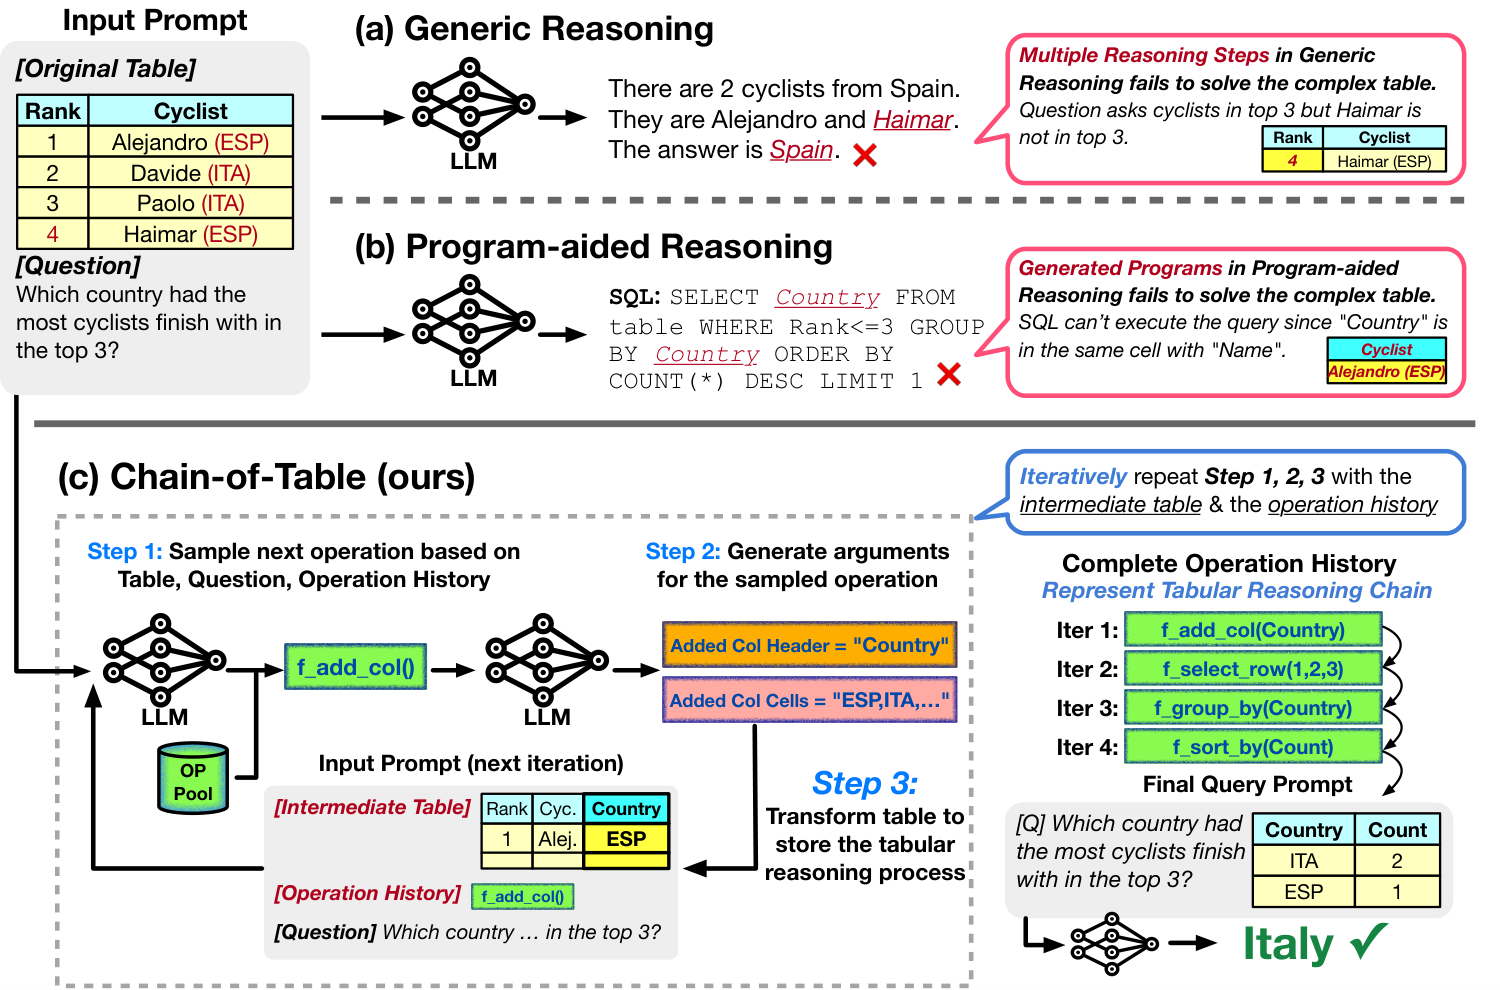 Input Prompt
[Original Table]
Rank Cyclist
1 Alejandro (ESP)
2 Davide (ITA)
3 Paolo (ITA)
4 Haimar (ESP)
[Question]
Which country had the
most cyclists finish with in
the top 3?
(a) Generic Reasoning
LLM
There are 2 cyclists from Spain.
They are Alejandro and Haimar.
The answer is Spain.
Multiple Reasoning Steps in Generic
Reasoning fails to solve the complex table.
Question asks cyclists in top 3 but Haimar is
not in top 3.
Rank Cyclist
4 Haimar (ESP)
(b) Program-aided Reasoning
LLM
SQL: SELECT Country FROM
table WHERE Rank<=3 GROUP
BY Country ORDER BY
COUNT(*) DESC LIMIT 1
Generated Programs in Program-aided
Reasoning fails to solve the complex table.
SQL can't execute the query since "Country" is
in the same cell with "Name".
Cyclist
Alejandro (ESP)
(c) Chain-of-Table (ours)
Step 1: Sample next operation based on
Table, Question, Operation History
LLM
OP
Pool
f_add_col()
Step 2: Generate arguments
for the sampled operation
LLM
Added Col Header = "Country"
Added Col Cells = "ESP,ITA,..."
Step 3:
Transform table to
store the tabular
reasoning process
Input Prompt (next iteration)
[Intermediate Table]
Rank Cyc. Country
1 Alej. ESP
[Operation History] f_add_col()
[Question] Which country ... in the top 3?
Iteratively repeat Step 1, 2, 3 with the
intermediate table & the operation history
Complete Operation History
Represent Tabular Reasoning Chain
Iter 1: f_add_col(Country)
Iter 2: f_select_row(1,2,3)
Iter 3: f_group_by(Country)
Iter 4: f_sort_by(Count)
Final Query Prompt
[Q] Which country had
the most cyclists finish
with in the top 3?
Country Count
ITA 2
ESP 1
Italy